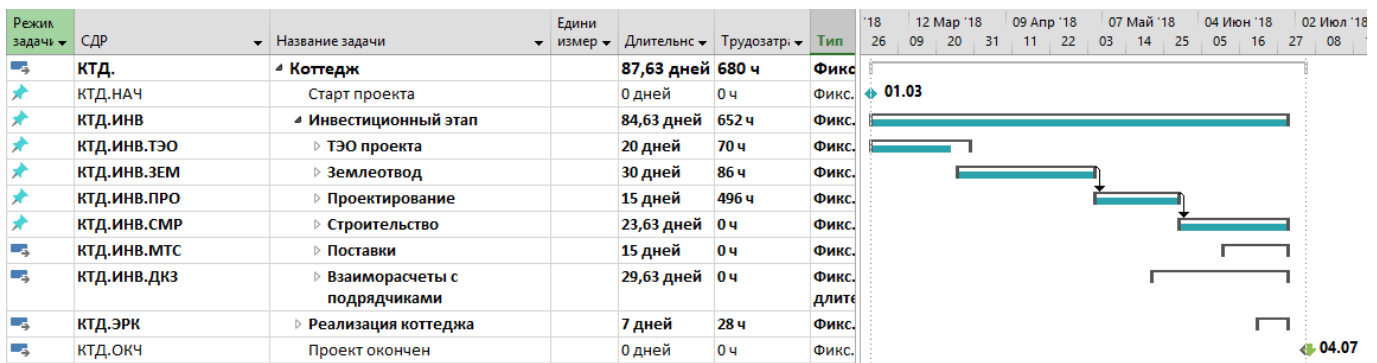 Режим Едини '18 12 Мар '18 09 Апр '18 07 Май '18 04 Июн '18 02 Июл '18
задачи СДР Название задачи измер Длительнс Трудозатра Тип 26 09 20 31 11 22 03 14 25 05 16 27 08
КТД. Коттедж 87,63 дней 680 ч Фикс
КТД.НАЧ Старт проекта 0 дней 0 ч Фикс. 01.03
КТД.ИНВ Инвестиционный этап 84,63 дней 652 ч Фикс.
КТД.ИНВ.ТЭО ТЭО проекта 20 дней 70 ч Фикс.
КТД.ИНВ.ЗЕМ Землеотвод 30 дней 86 ч Фикс.
КТД.ИНВ.ПРО Проектирование 15 дней 496 ч Фикс.
КТД.ИНВ.СМР Строительство 23,63 дней 0 ч Фикс.
КТД.ИНВ.МТС Поставки 15 дней 0 ч Фикс.
КТД.ИНВ.ДКЗ Взаиморасчеты с 29,63 дней 0 ч Фикс.
подрядчиками длите
КТД.ЭРК Реализация коттеджа 7 дней 28 ч Фикс.
КТД.ОКЧ Проект окончен 0 дней 0 ч Фикс. 04.07